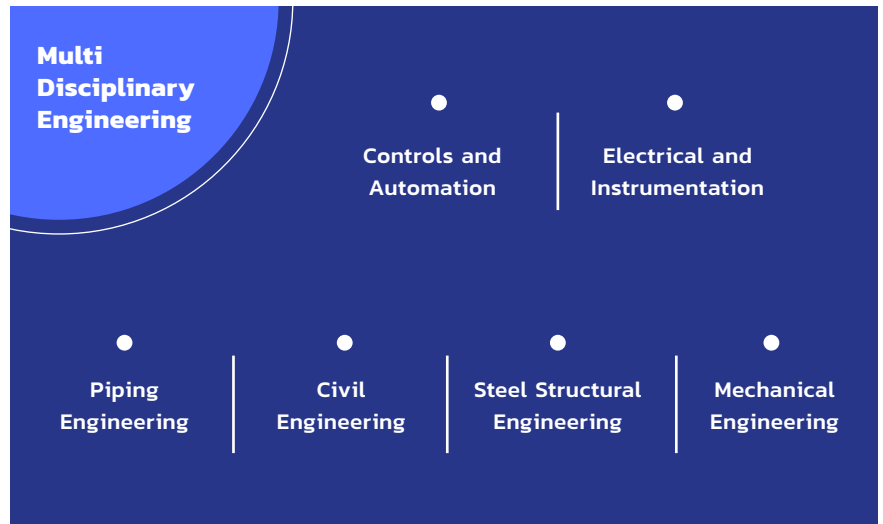 Multi
Disciplinary
Engineering
Controls and
Automation
Electrical and
Instrumentation
Piping
Engineering
Civil
Engineering
Steel Structural
Engineering
Mechanical
Engineering